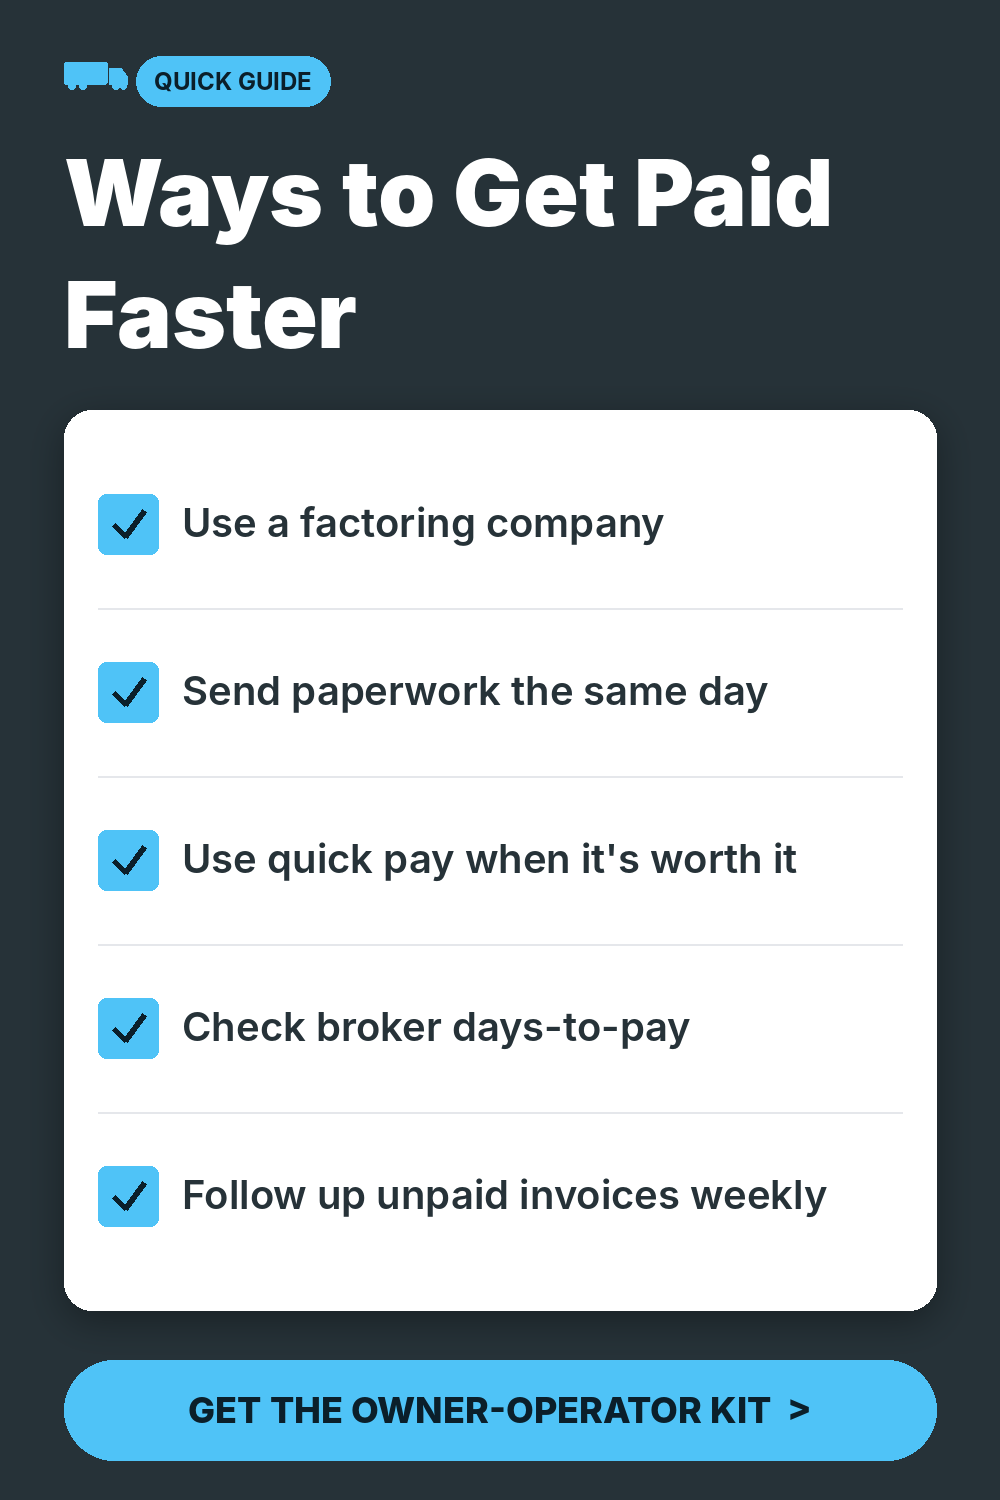 QUICK GUIDE
Ways to Get Paid
Faster
Use a factoring company
Send paperwork the same day
Use quick pay when it's worth it
Check broker days-to-pay
Follow up unpaid invoices weekly
GET THE OWNER-OPERATOR KIT >